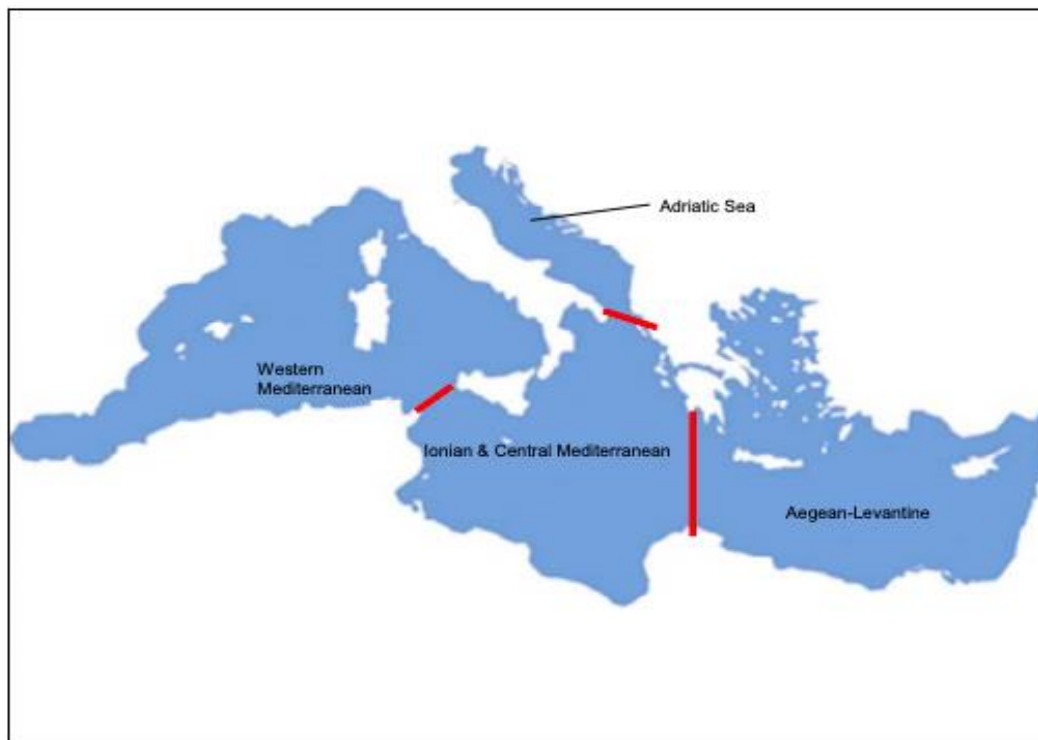 Adriatic Sea
Western
Mediterranean
Ionian & Central Mediterranean
Aegean-Levantine